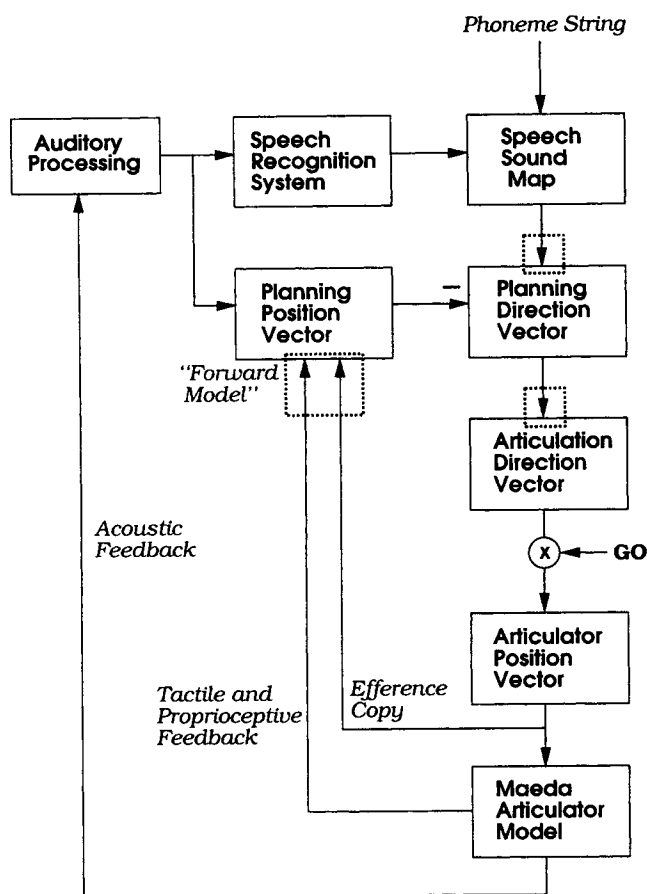 Phoneme String
Auditory
Processing
Speech
Recognition
System
Speech
Sound
Map
Planning
Position
Vector
−
Planning
Direction
Vector
"Forward
Model"
Articulation
Direction
Vector
Acoustic
Feedback
X
GO
Articulator
Position
Vector
Tactile and
Proprioceptive
Feedback
Efference
Copy
Maeda
Articulator
Model